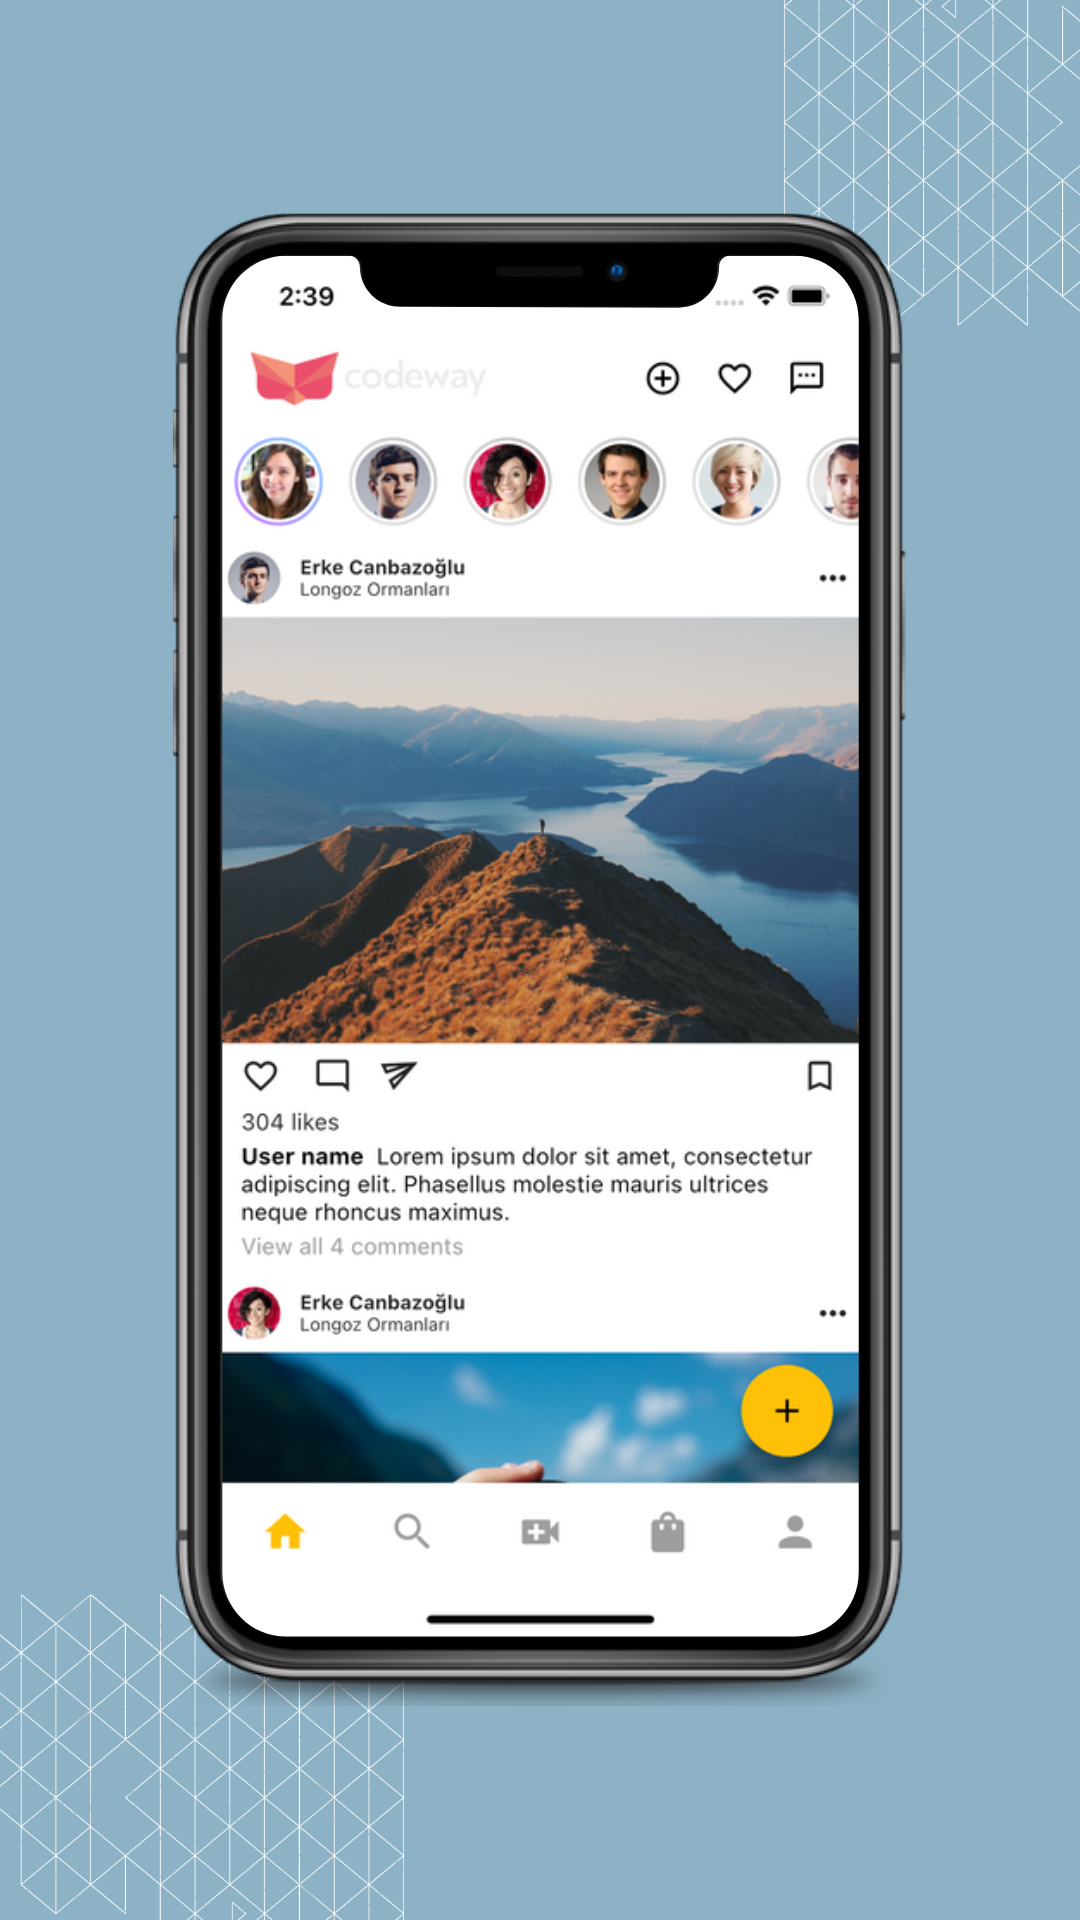 2:39
codeway
Erke Canbazoğlu
Longoz Ormanları
304 likes
User name Lorem ipsum dolor sit amet, consectetur
adipiscing elit. Phasellus molestie mauris ultrices
neque rhoncus maximus.
View all 4 comments
Erke Canbazoğlu
Longoz Ormanları